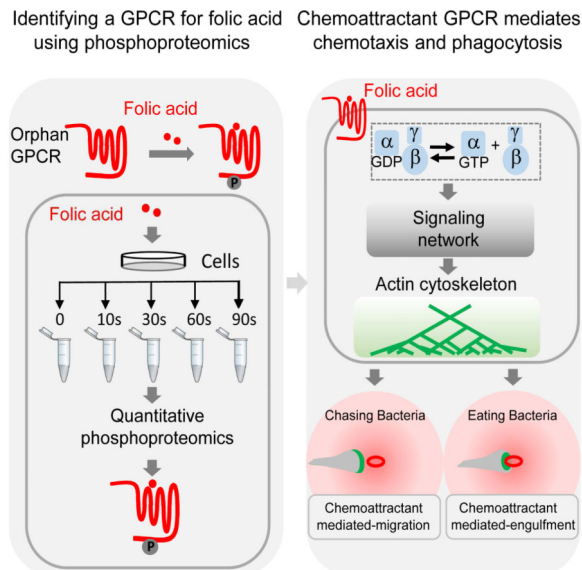 Identifying a GPCR for folic acid
using phosphoproteomics
Folic acid
Orphan
GPCR
P
Folic acid
Cells
0 10s 30s 60s 90s
Quantitative
phosphoproteomics
P
Chemoattractant GPCR mediates
chemotaxis and phagocytosis
Folic acid
α γ α + γ
GDP β GTP β
Signaling
network
Actin cytoskeleton
Chasing Bacteria
Chemoattractant
mediated-migration
Eating Bacteria
Chemoattractant
mediated-engulfment